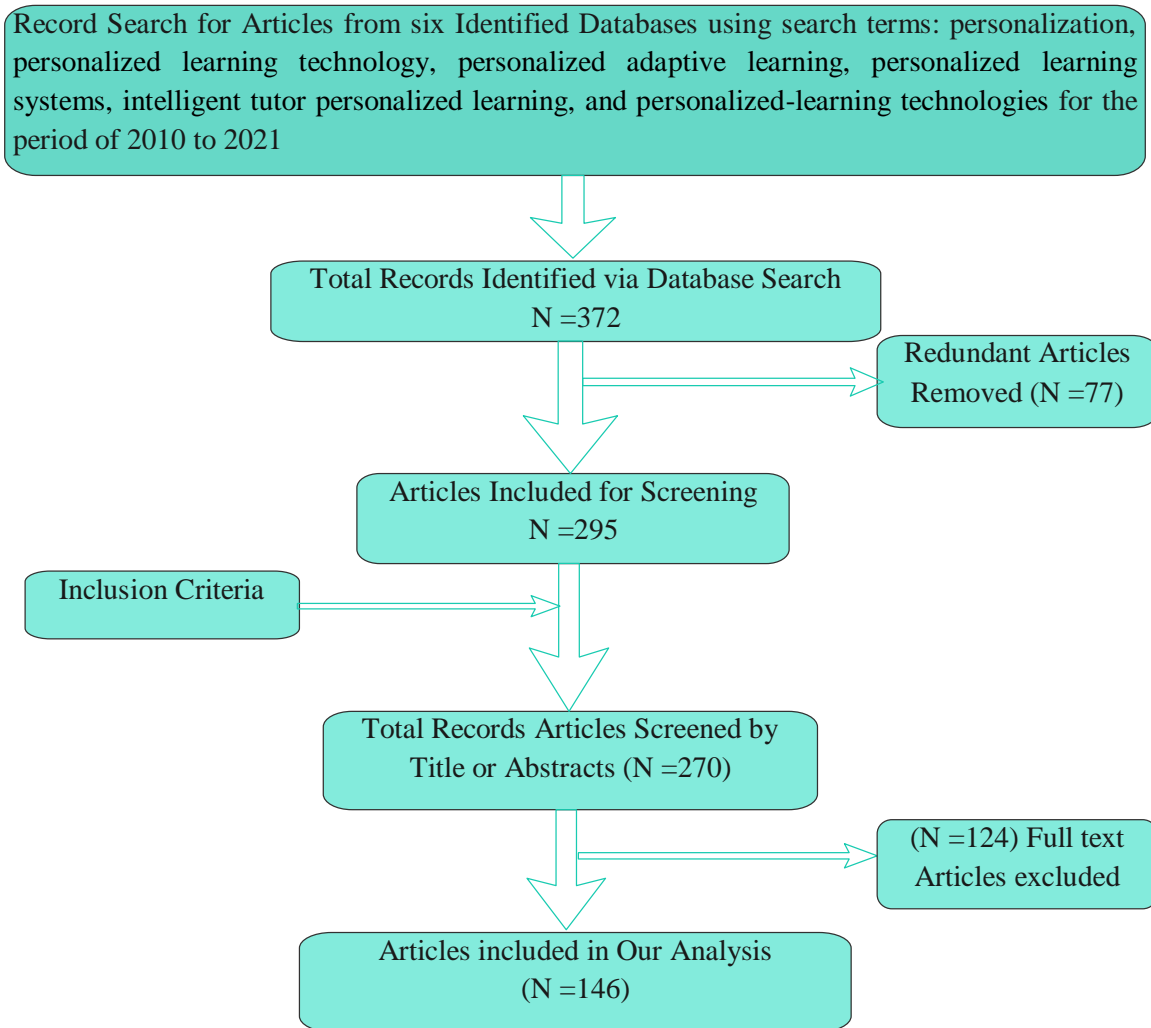 Record Search for Articles from six Identified Databases using search terms: personalization,
personalized learning technology, personalized adaptive learning, personalized learning
systems, intelligent tutor personalized learning, and personalized-learning technologies for the
period of 2010 to 2021
Total Records Identified via Database Search
N =372
Redundant Articles
Removed (N =77)
Articles Included for Screening
N =295
Inclusion Criteria
Total Records Articles Screened by
Title or Abstracts (N =270)
(N =124) Full text
Articles excluded
Articles included in Our Analysis
(N =146)